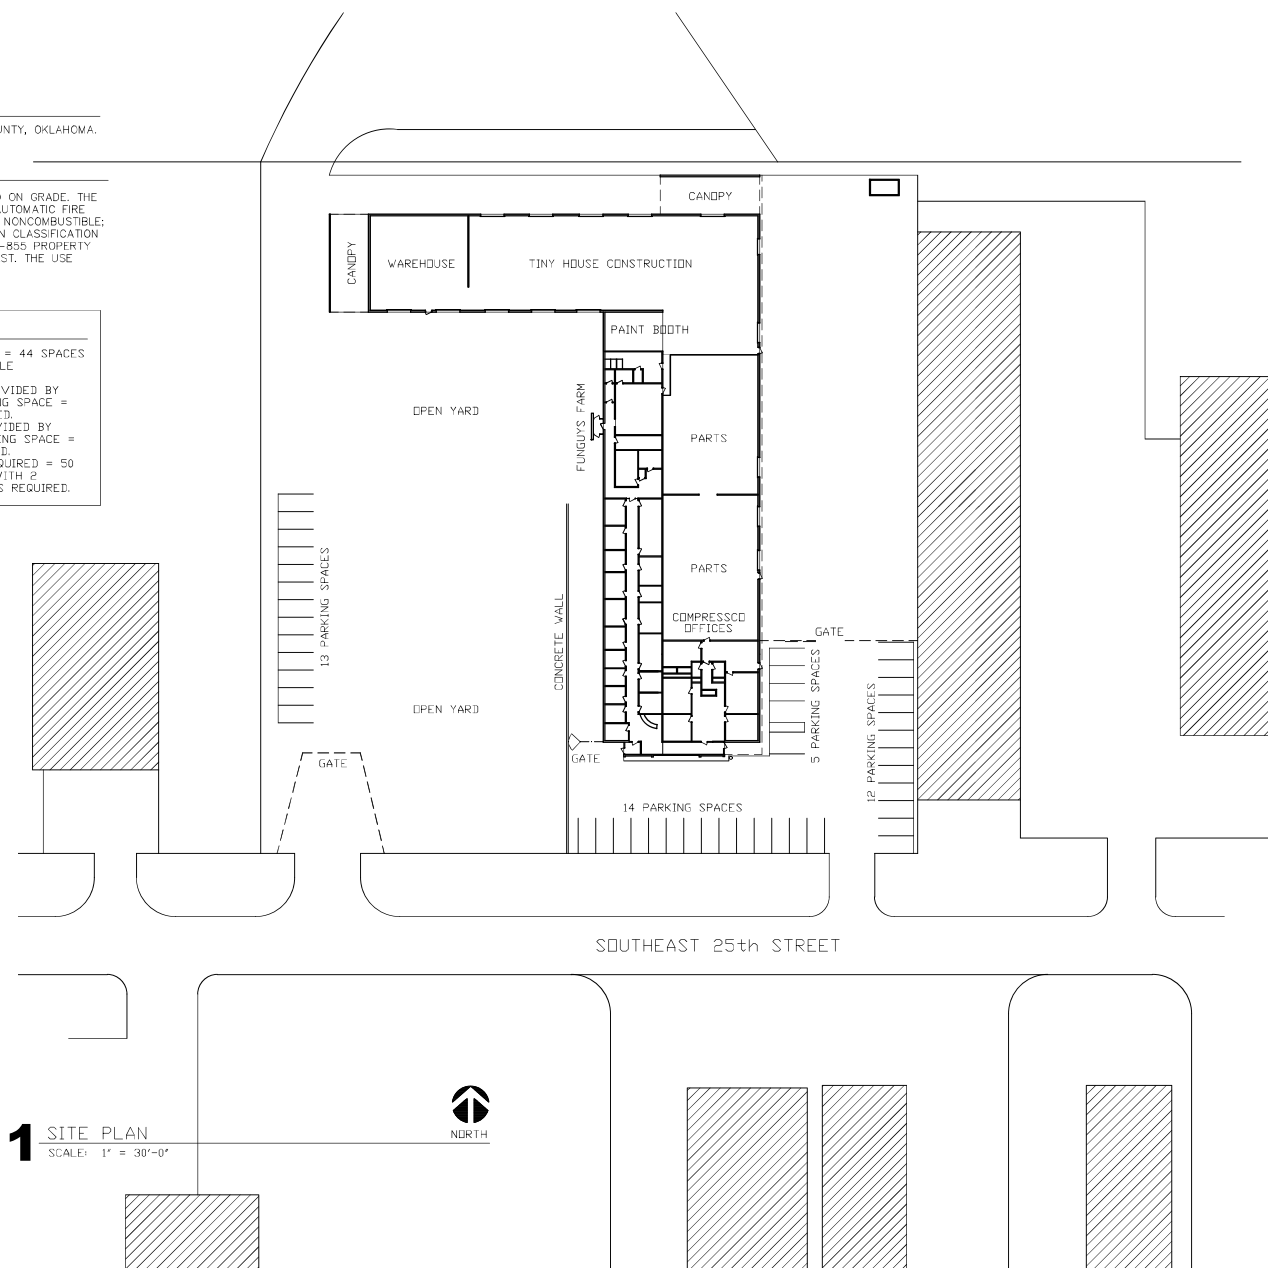 UNTY, OKLAHOMA.
ON GRADE. THE
AUTOMATIC FIRE
NONCOMBUSTIBLE;
N CLASSIFICATION
-855 PROPERTY
ST. THE USE
= 44 SPACES
LE
VIDED BY
NG SPACE =
ED.
VIDED BY
ING SPACE =
D.
QUIRED = 50
WITH 2
S REQUIRED.
CANOPY
CANOPY
WAREHOUSE
TINY HOUSE CONSTRUCTION
PAINT BOOTH
OPEN YARD
FUNGUYS FARM
PARTS
13 PARKING SPACES
CONCRETE WALL
PARTS
COMPRESSCO
OFFICES
GATE
5 PARKING SPACES
12 PARKING SPACES
OPEN YARD
GATE
GATE
14 PARKING SPACES
SOUTHEAST 25th STREET
NORTH
1 SITE PLAN
SCALE: 1" = 30'-0"